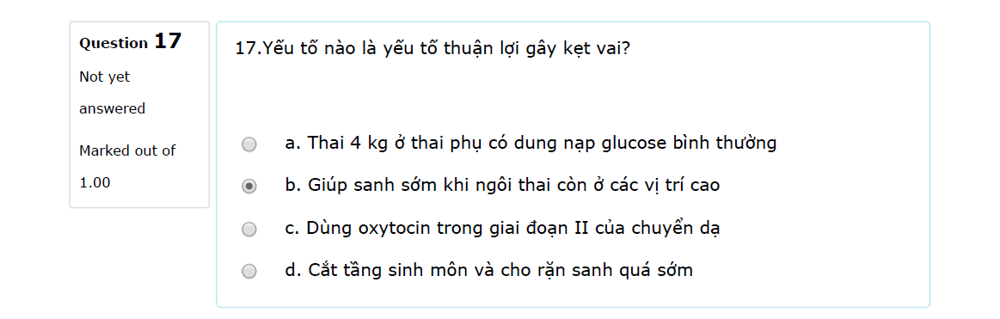 Question 17
Not yet
answered
Marked out of
1.00
17.Yếu tố nào là yếu tố thuận lợi gây kẹt vai?
a. Thai 4 kg ở thai phụ có dung nạp glucose bình thường
b. Giúp sanh sớm khi ngôi thai còn ở các vị trí cao
c. Dùng oxytocin trong giai đoạn II của chuyển dạ
d. Cắt tầng sinh môn và cho rặn sanh quá sớm